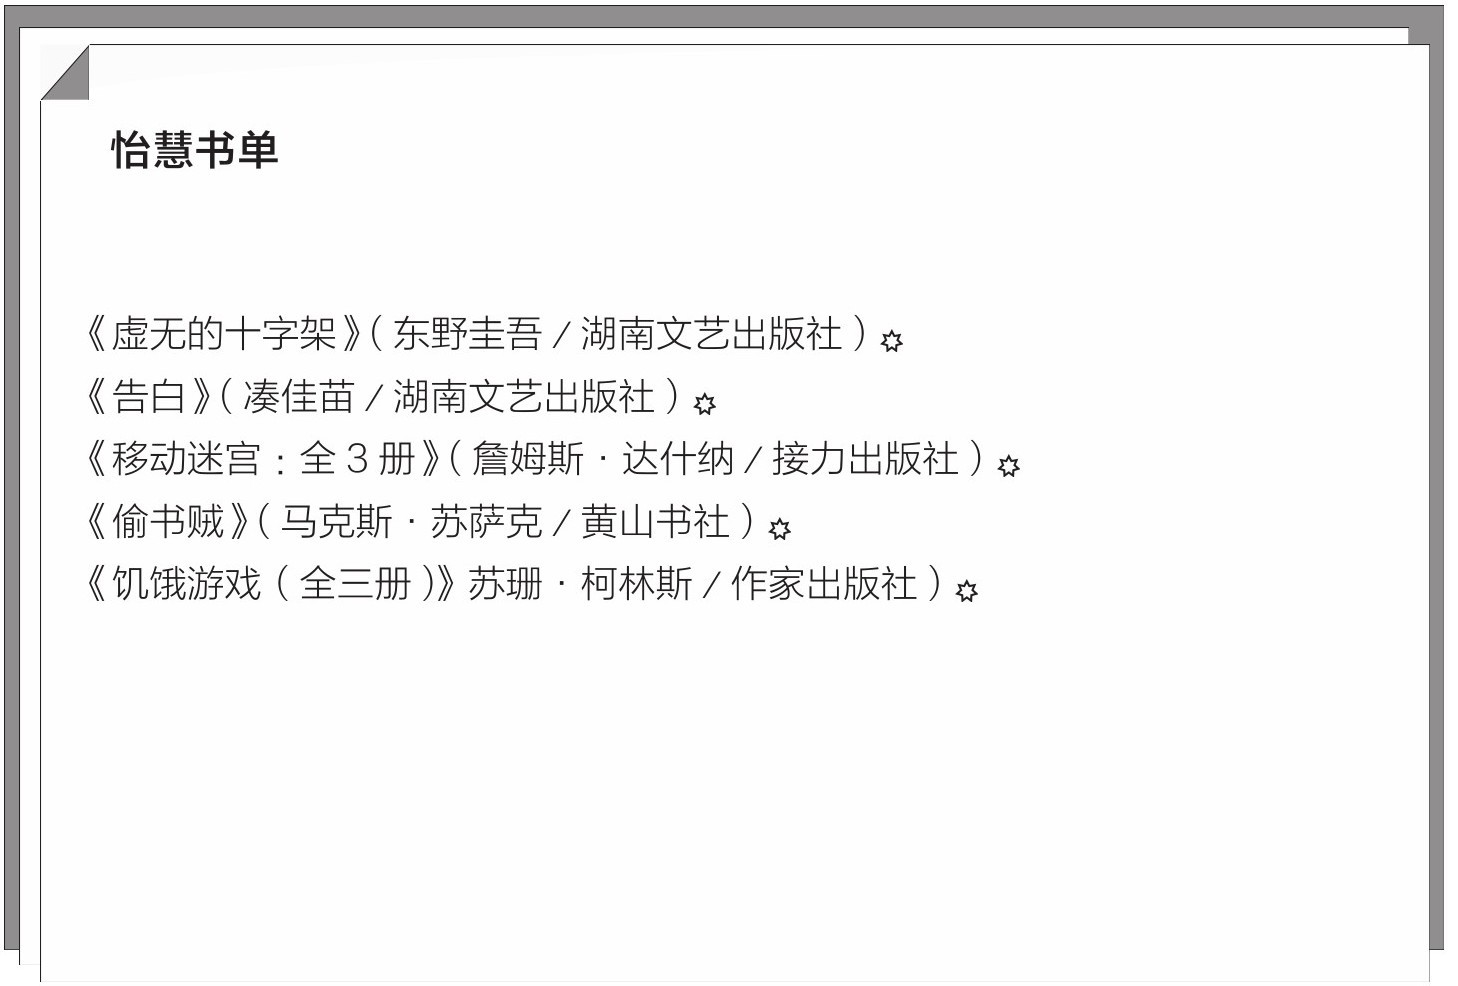 怡慧书单
《虚无的十字架》（东野圭吾 / 湖南文艺出版社）✡
《告白》（凑佳苗 / 湖南文艺出版社）✡
《移动迷宫：全 3 册》（詹姆斯 · 达什纳 / 接力出版社）✡
《偷书贼》（马克斯 · 苏萨克 / 黄山书社）✡
《饥饿游戏（全三册）》苏珊 · 柯林斯 / 作家出版社）✡